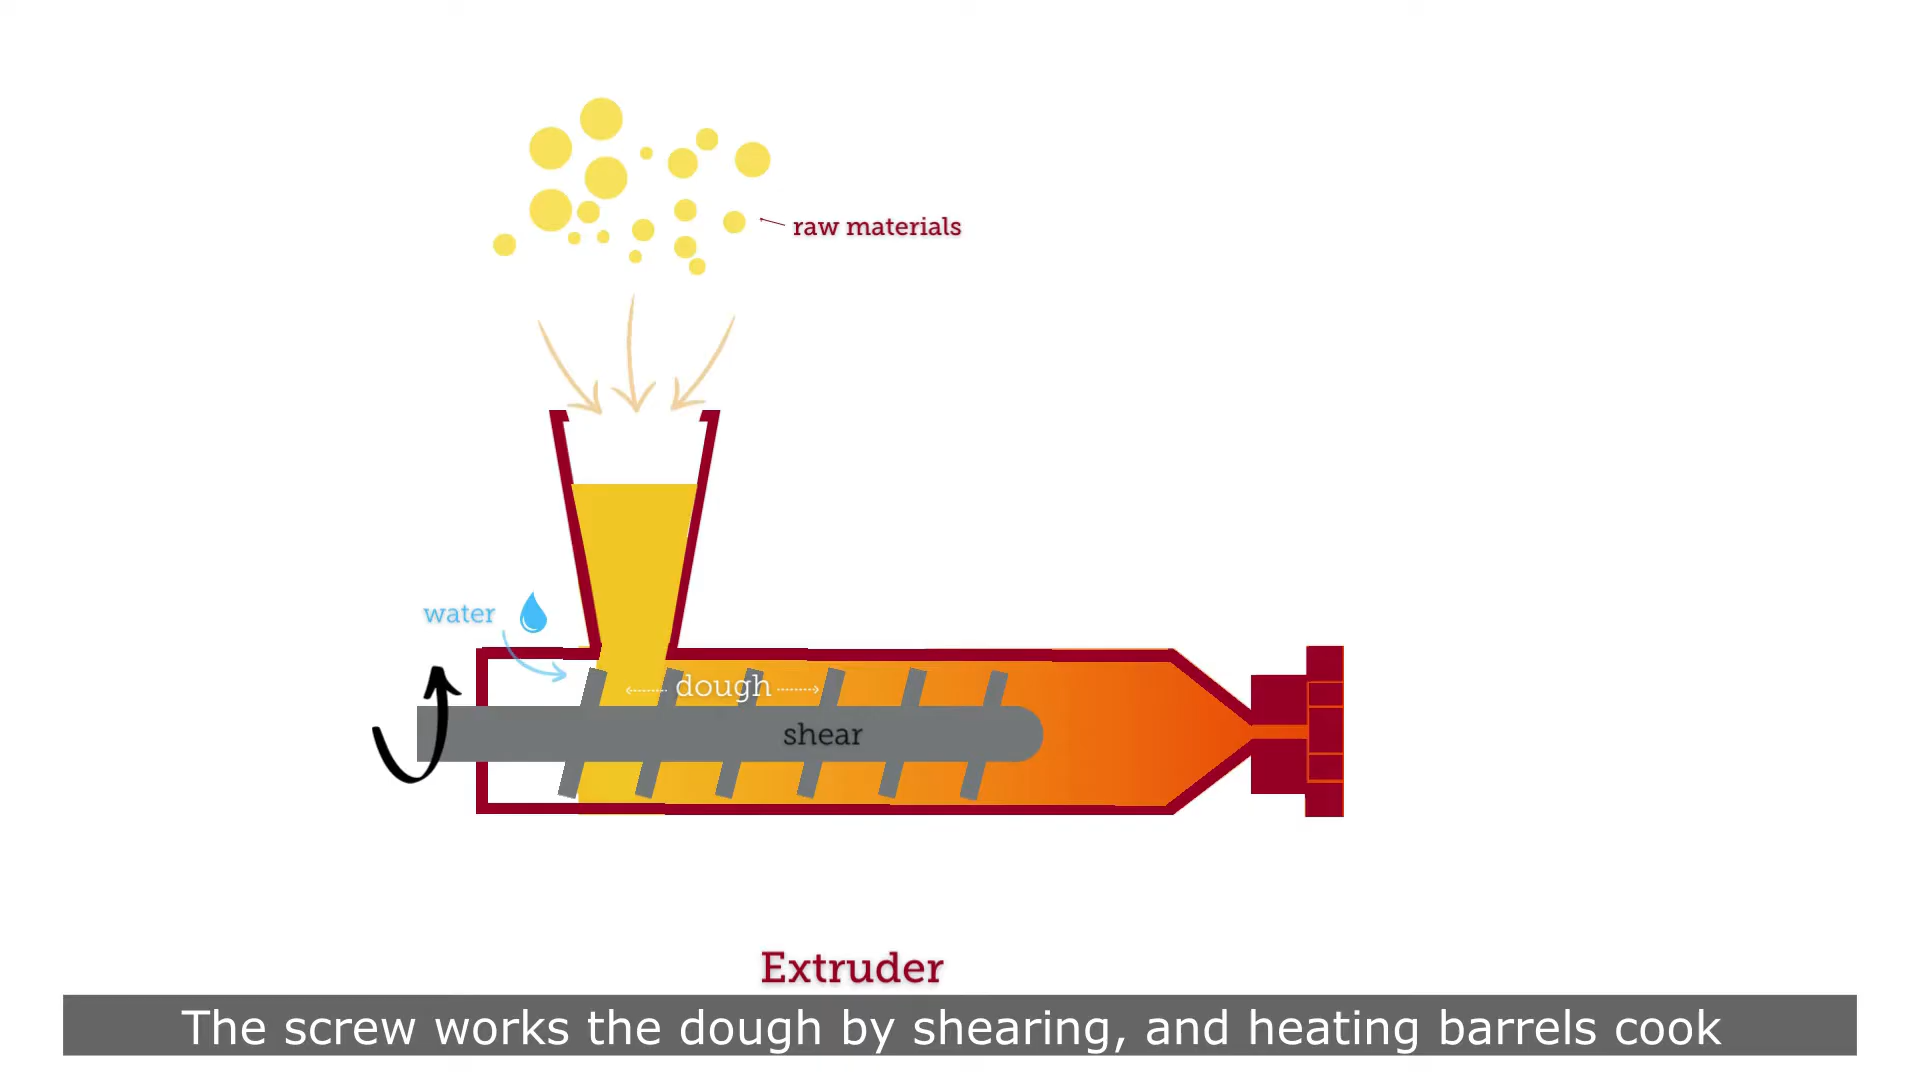 raw materials
water
dough
shear
Extruder
The screw works the dough by shearing, and heating barrels cook